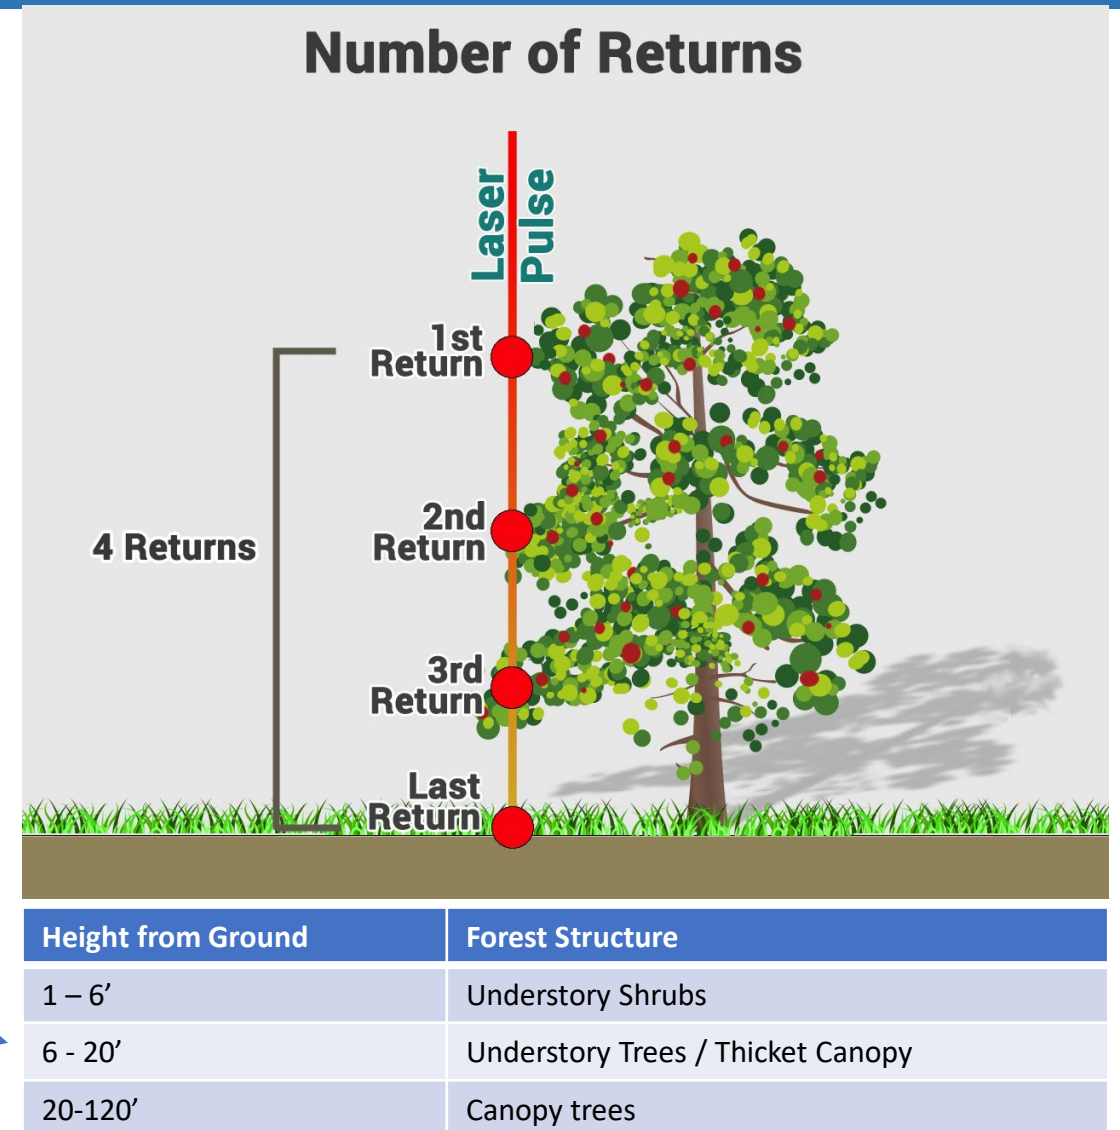 Number of Returns
Laser
Pulse
1st
Return
2nd
Return
4 Returns
3rd
Return
Last
Return
Height from Ground Forest Structure
1 – 6’ Understory Shrubs
6 - 20’ Understory Trees / Thicket Canopy
20-120’ Canopy trees